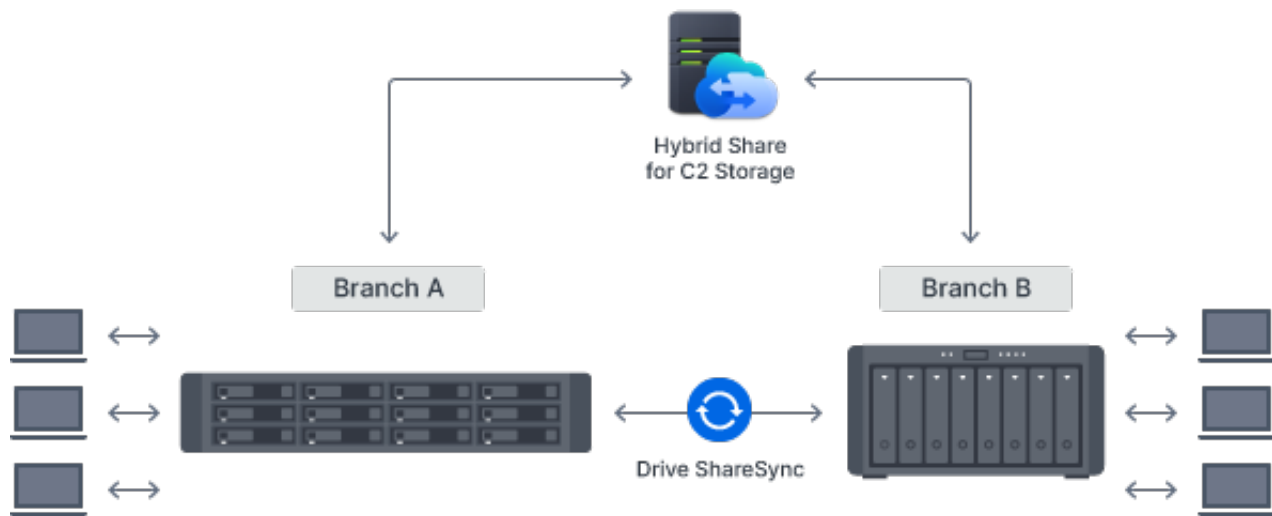 Hybrid Share
for C2 Storage
Branch A
Branch B
Drive ShareSync